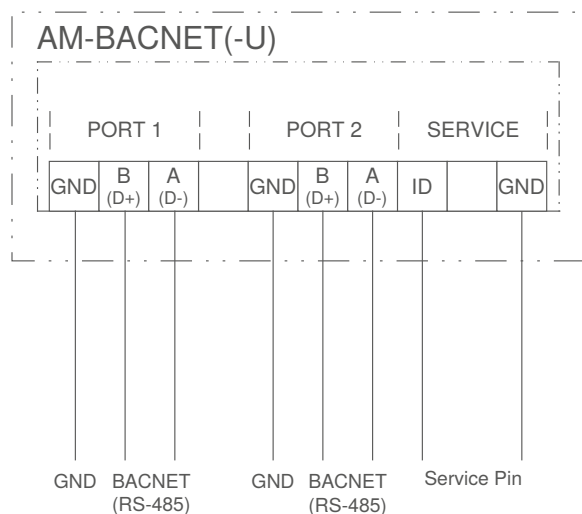 AM-BACNET(-U)
PORT 1 PORT 2 SERVICE
GND B (D+) A (D-) GND B (D+) A (D-) ID GND
GND BACNET (RS-485) GND BACNET (RS-485) Service Pin